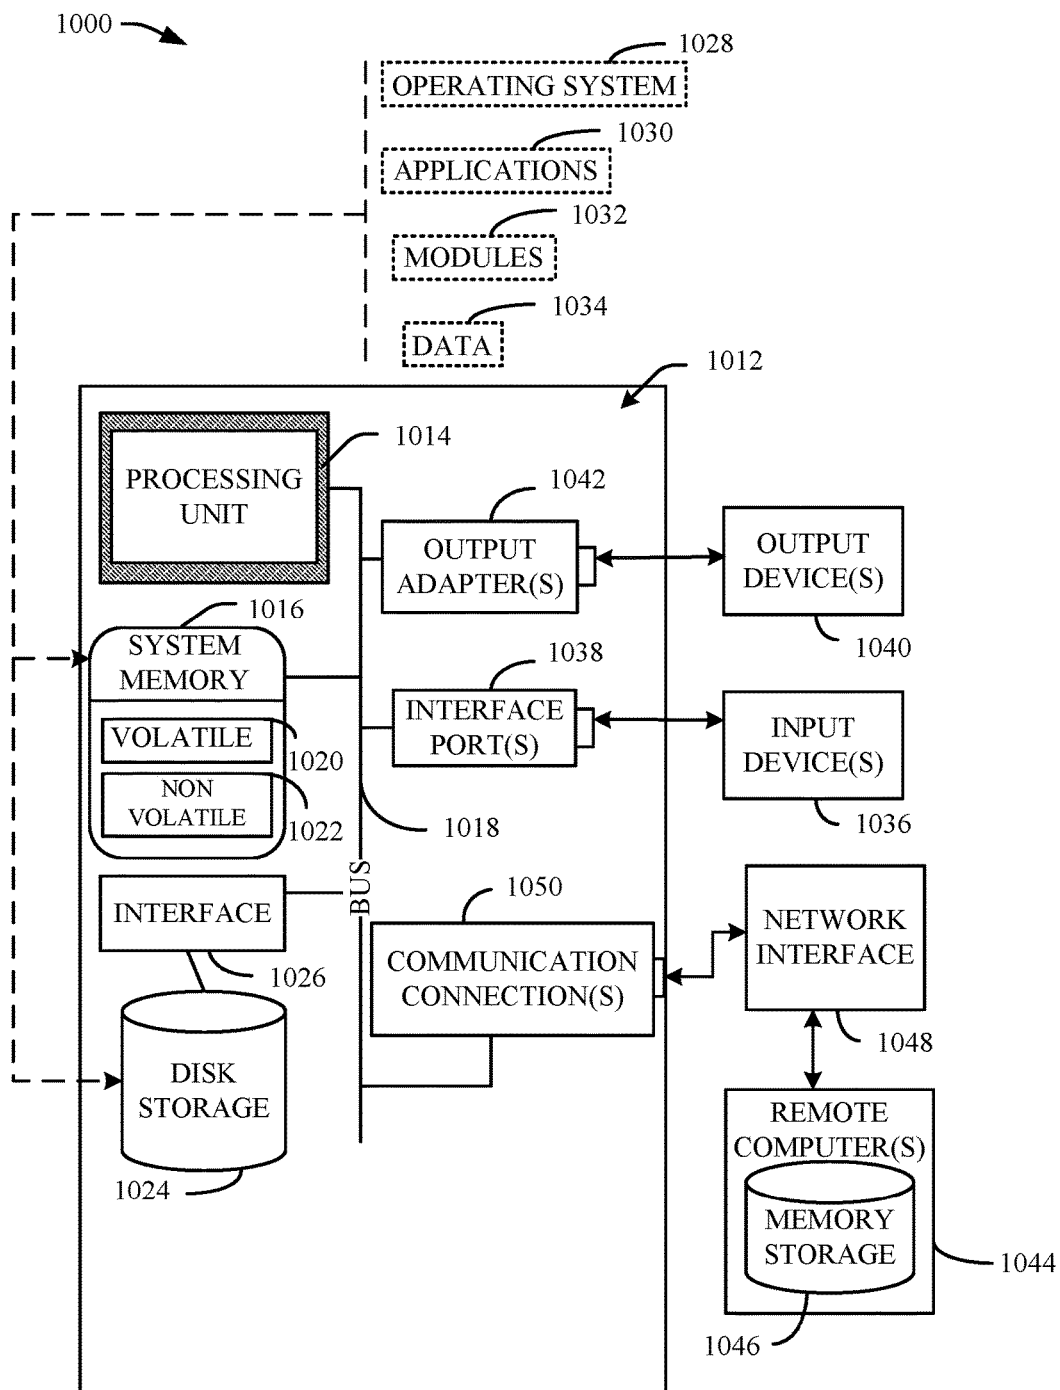 1000
1028
OPERATING SYSTEM
1030
APPLICATIONS
1032
MODULES
1034
DATA
1012
1014
PROCESSING
UNIT
1042
OUTPUT
ADAPTER(S)
OUTPUT
DEVICE(S)
1040
1016
SYSTEM
MEMORY
VOLATILE
1020
NON
VOLATILE
1022
1038
INTERFACE
PORT(S)
INPUT
DEVICE(S)
1036
1018
BUS
INTERFACE
1026
1050
COMMUNICATION
CONNECTION(S)
NETWORK
INTERFACE
1048
DISK
STORAGE
1024
REMOTE
COMPUTER(S)
MEMORY
STORAGE
1044
1046